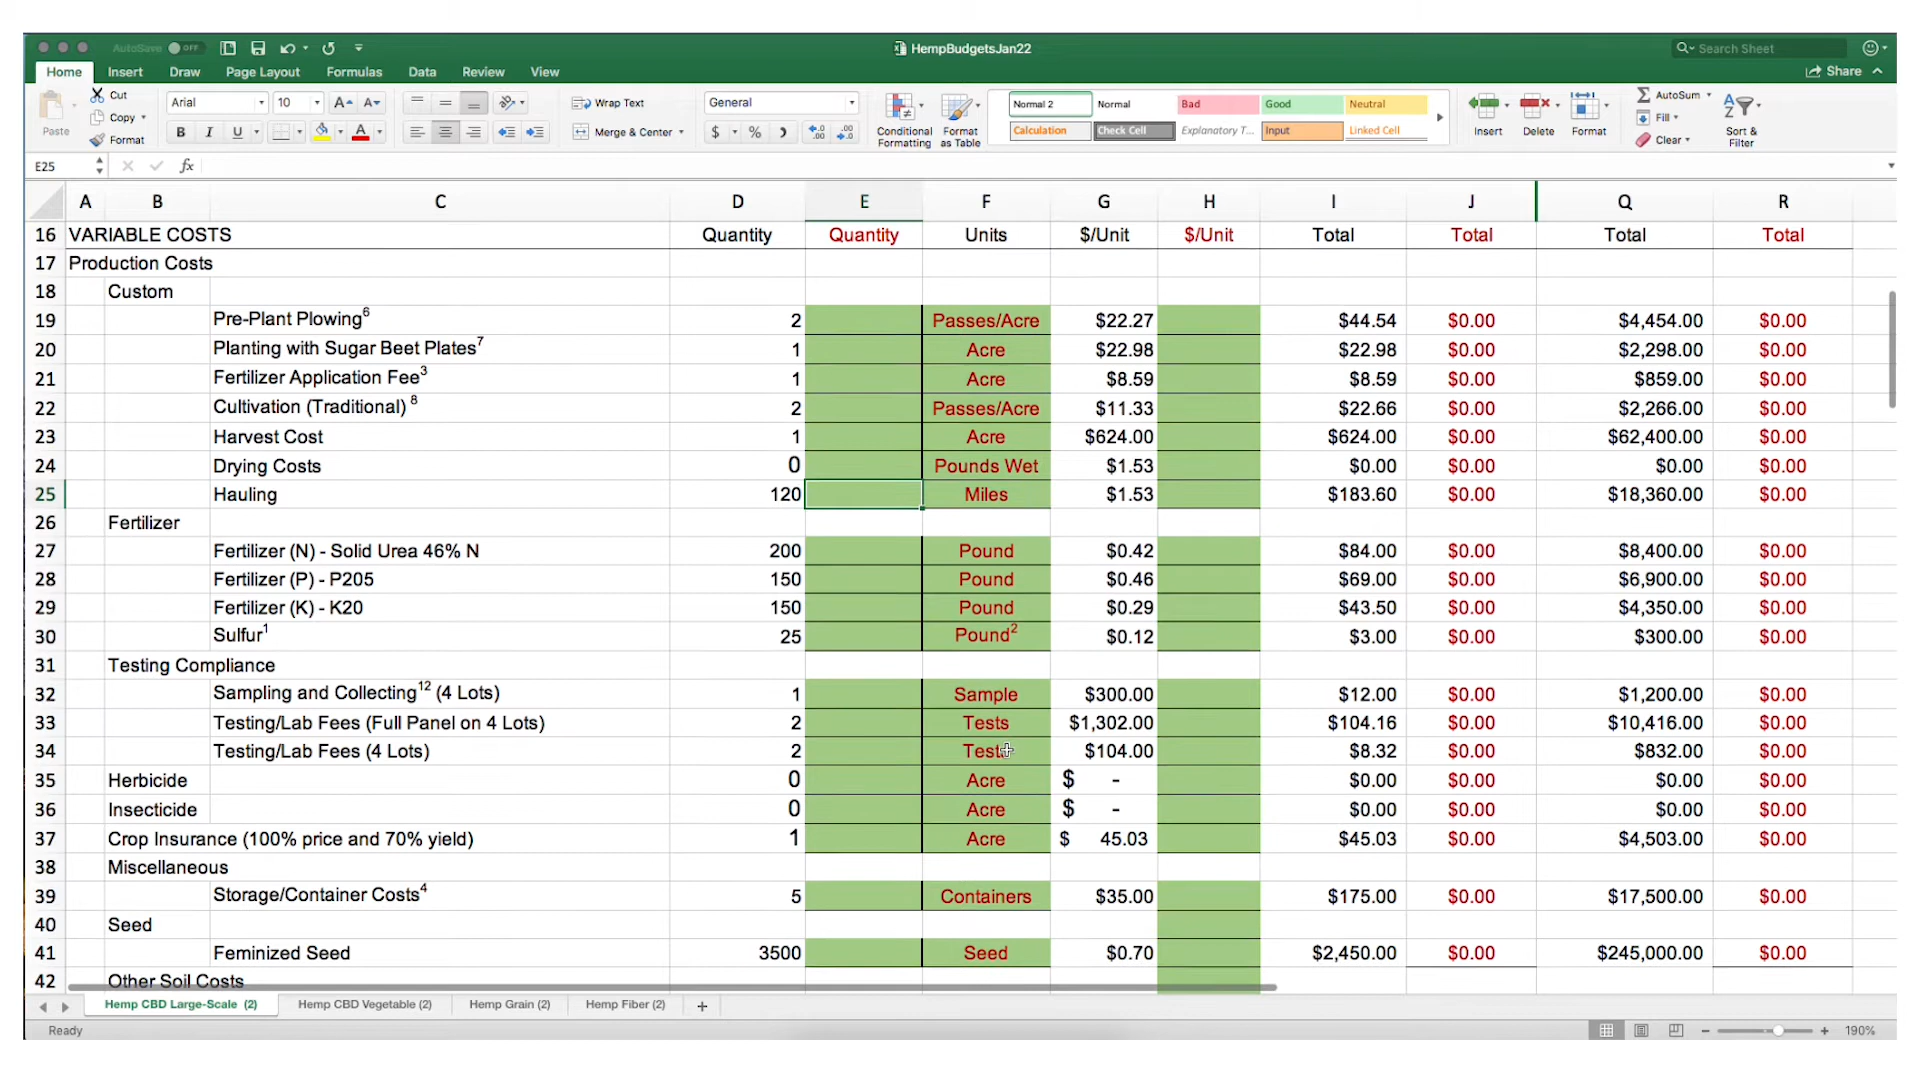 AutoSave OFF HempBudgetsJan22 Search Sheet
Home Insert Draw Page Layout Formulas Data Review View Share
Paste Cut Copy Format
Arial 10 A A Wrap Text General
B I U A Merge & Center $ % )
Conditional Formatting Format as Table
Normal 2 Normal Bad Good Neutral
Calculation Check Cell Explanatory T... Input Linked Cell
Insert Delete Format AutoSum Fill Clear Sort & Filter
E25 fx
A B C D E F G H I J Q R
16 VARIABLE COSTS Quantity Quantity Units $/Unit $/Unit Total Total Total Total
17 Production Costs
18 Custom
19 Pre-Plant Plowing6 2 Passes/Acre $22.27 $44.54 $0.00 $4,454.00 $0.00
20 Planting with Sugar Beet Plates7 1 Acre $22.98 $22.98 $0.00 $2,298.00 $0.00
21 Fertilizer Application Fee3 1 Acre $8.59 $8.59 $0.00 $859.00 $0.00
22 Cultivation (Traditional) 8 2 Passes/Acre $11.33 $22.66 $0.00 $2,266.00 $0.00
23 Harvest Cost 1 Acre $624.00 $624.00 $0.00 $62,400.00 $0.00
24 Drying Costs 0 Pounds Wet $1.53 $0.00 $0.00 $0.00 $0.00
25 Hauling 120 Miles $1.53 $183.60 $0.00 $18,360.00 $0.00
26 Fertilizer
27 Fertilizer (N) - Solid Urea 46% N 200 Pound $0.42 $84.00 $0.00 $8,400.00 $0.00
28 Fertilizer (P) - P205 150 Pound $0.46 $69.00 $0.00 $6,900.00 $0.00
29 Fertilizer (K) - K20 150 Pound $0.29 $43.50 $0.00 $4,350.00 $0.00
30 Sulfur1 25 Pound2 $0.12 $3.00 $0.00 $300.00 $0.00
31 Testing Compliance
32 Sampling and Collecting12 (4 Lots) 1 Sample $300.00 $12.00 $0.00 $1,200.00 $0.00
33 Testing/Lab Fees (Full Panel on 4 Lots) 2 Tests $1,302.00 $104.16 $0.00 $10,416.00 $0.00
34 Testing/Lab Fees (4 Lots) 2 Tests $104.00 $8.32 $0.00 $832.00 $0.00
35 Herbicide 0 Acre $ - $0.00 $0.00 $0.00 $0.00
36 Insecticide 0 Acre $ - $0.00 $0.00 $0.00 $0.00
37 Crop Insurance (100% price and 70% yield) 1 Acre $ 45.03 $45.03 $0.00 $4,503.00 $0.00
38 Miscellaneous
39 Storage/Container Costs4 5 Containers $35.00 $175.00 $0.00 $17,500.00 $0.00
40 Seed
41 Feminized Seed 3500 Seed $0.70 $2,450.00 $0.00 $245,000.00 $0.00
42 Other Soil Costs
Hemp CBD Large-Scale (2) Hemp CBD Vegetable (2) Hemp Grain (2) Hemp Fiber (2) +
Ready 190%